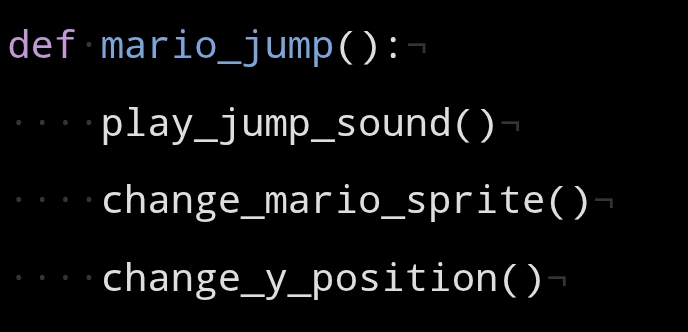 def mario_jump():
    play_jump_sound()
    change_mario_sprite()
    change_y_position()